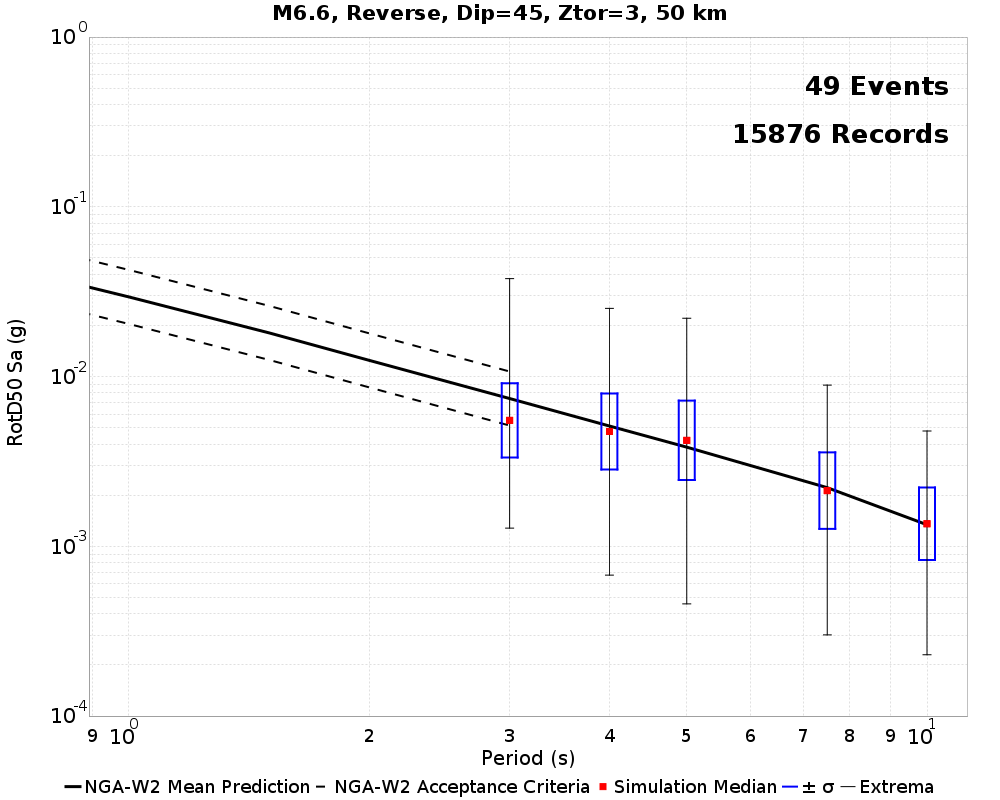 M6.6, Reverse, Dip=45, Ztor=3, 50 km
49 Events
15876 Records
RotD50 Sa (g)
10^0
10^-1
10^-2
10^-3
10^-4
9 10^0 2 3 4 5 6 7 8 9 10^1
Period (s)
NGA-W2 Mean Prediction NGA-W2 Acceptance Criteria Simulation Median ± σ Extrema